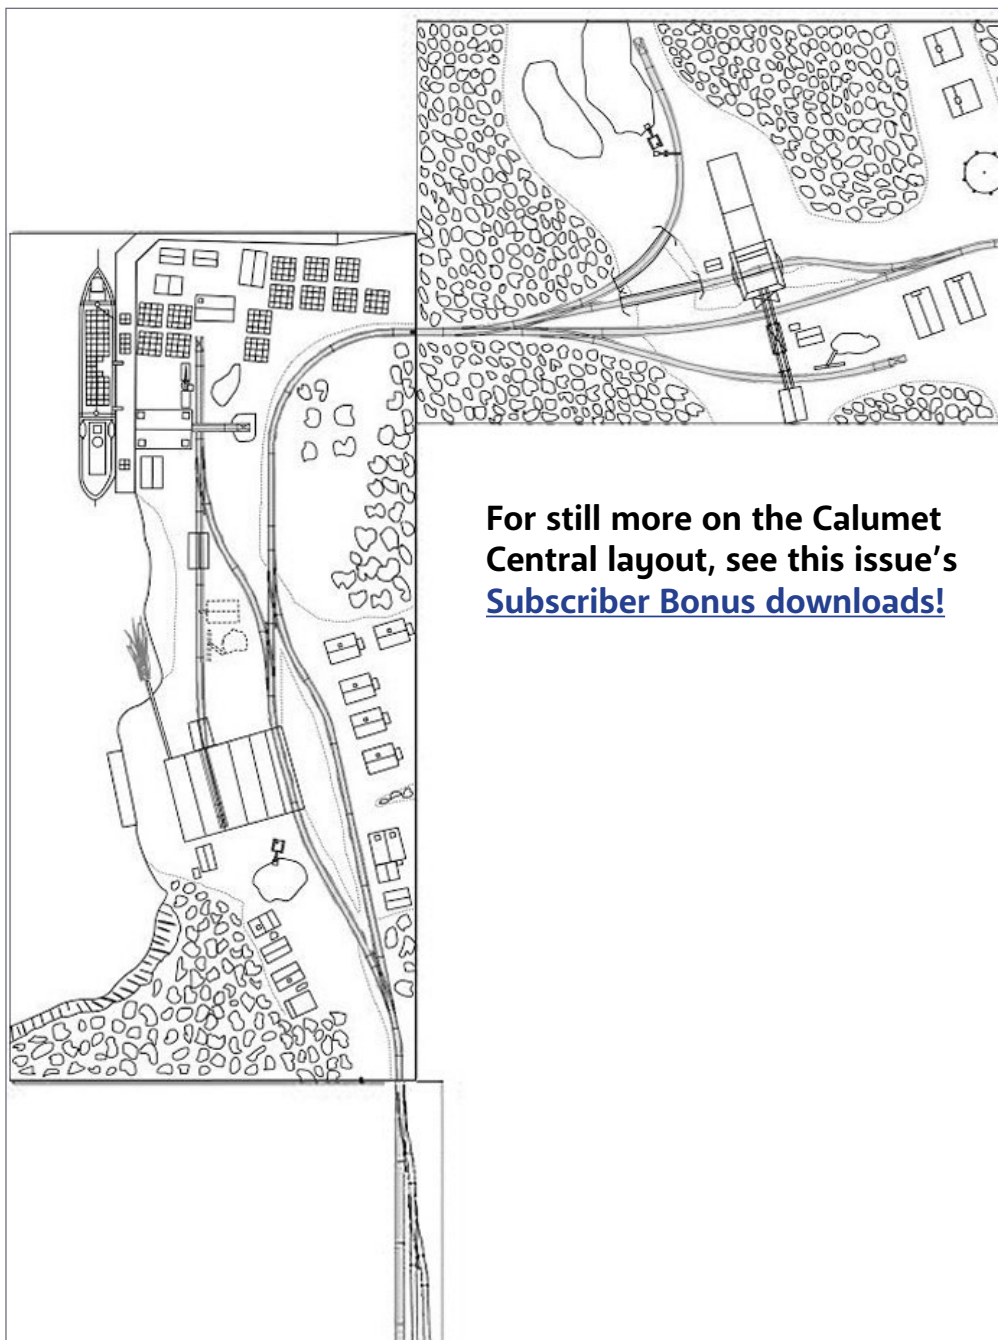 For still more on the Calumet
Central layout, see this issue’s
Subscriber Bonus downloads!